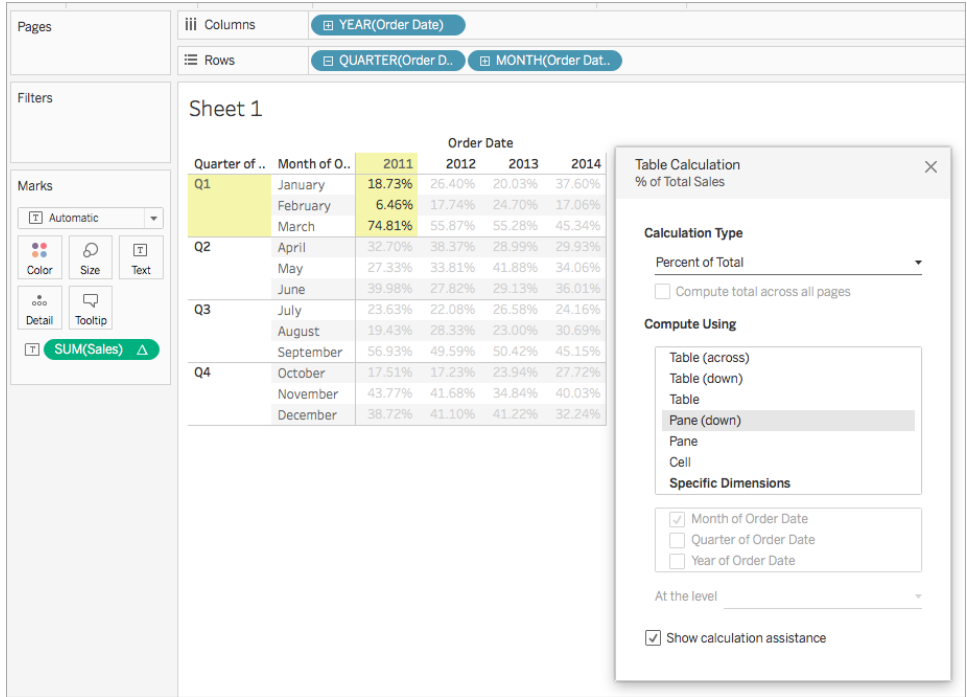 Pages
iii Columns
YEAR(Order Date)
Rows
QUARTER(Order D.. MONTH(Order Dat..
Filters
Sheet 1
Order Date
Quarter of .. Month of O.. 2011 2012 2013 2014
Q1 January 18.73% 26.40% 20.03% 37.60%
February 6.46% 17.74% 24.70% 17.06%
March 74.81% 55.87% 55.28% 45.34%
Q2 April 32.70% 38.37% 28.99% 29.93%
May 27.33% 33.81% 41.88% 34.06%
June 39.98% 27.82% 29.13% 36.01%
Q3 July 23.63% 22.08% 26.58% 24.16%
August 19.43% 28.33% 23.00% 30.69%
September 56.93% 49.59% 50.42% 45.15%
Q4 October 17.51% 17.23% 23.94% 27.72%
November 43.77% 41.68% 34.84% 40.03%
December 38.72% 41.10% 41.22% 32.24%
Marks
T Automatic
Color Size T Text
Detail Tooltip
T SUM(Sales) Δ
Table Calculation
% of Total Sales
Calculation Type
Percent of Total
Compute total across all pages
Compute Using
Table (across)
Table (down)
Table
Pane (down)
Pane
Cell
Specific Dimensions
Month of Order Date
Quarter of Order Date
Year of Order Date
At the level
Show calculation assistance